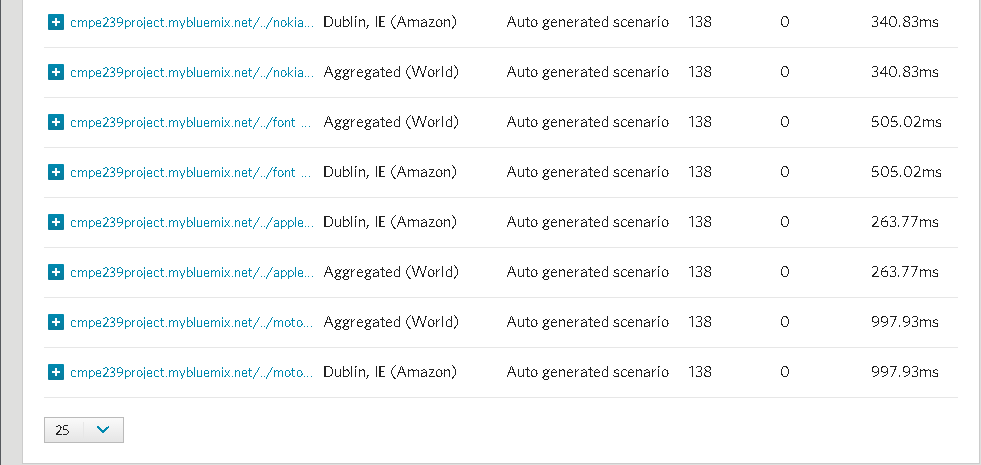 cmpe239project.mybluemix.net/../nokia... Dublin, IE (Amazon) Auto generated scenario 138 0 340.83ms
cmpe239project.mybluemix.net/../nokia... Aggregated (World) Auto generated scenario 138 0 340.83ms
cmpe239project.mybluemix.net/../font ... Aggregated (World) Auto generated scenario 138 0 505.02ms
cmpe239project.mybluemix.net/../font ... Dublin, IE (Amazon) Auto generated scenario 138 0 505.02ms
cmpe239project.mybluemix.net/../apple... Dublin, IE (Amazon) Auto generated scenario 138 0 263.77ms
cmpe239project.mybluemix.net/../apple... Aggregated (World) Auto generated scenario 138 0 263.77ms
cmpe239project.mybluemix.net/../moto... Aggregated (World) Auto generated scenario 138 0 997.93ms
cmpe239project.mybluemix.net/../moto... Dublin, IE (Amazon) Auto generated scenario 138 0 997.93ms
25